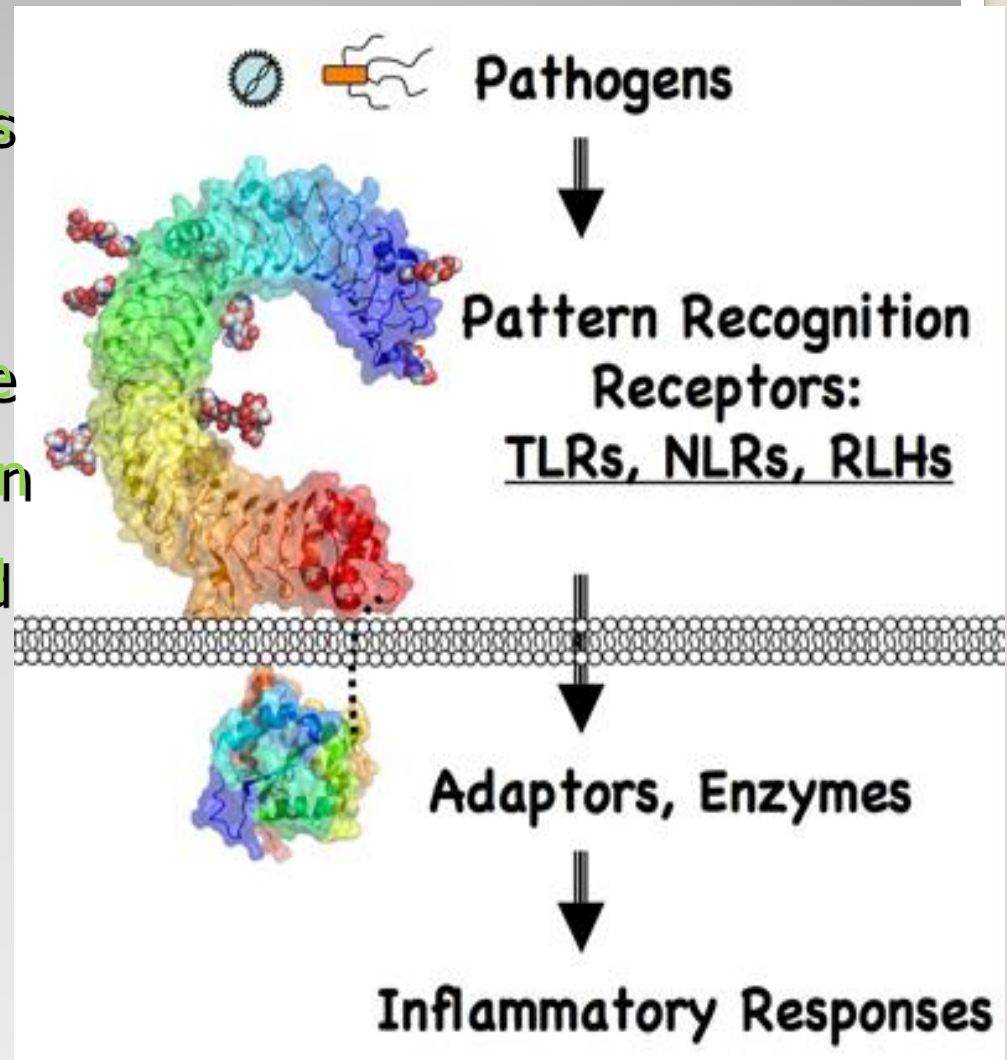 Pathogens
Pattern Recognition
Receptors:
TLRs, NLRs, RLHs
Adaptors, Enzymes
Inflammatory Responses